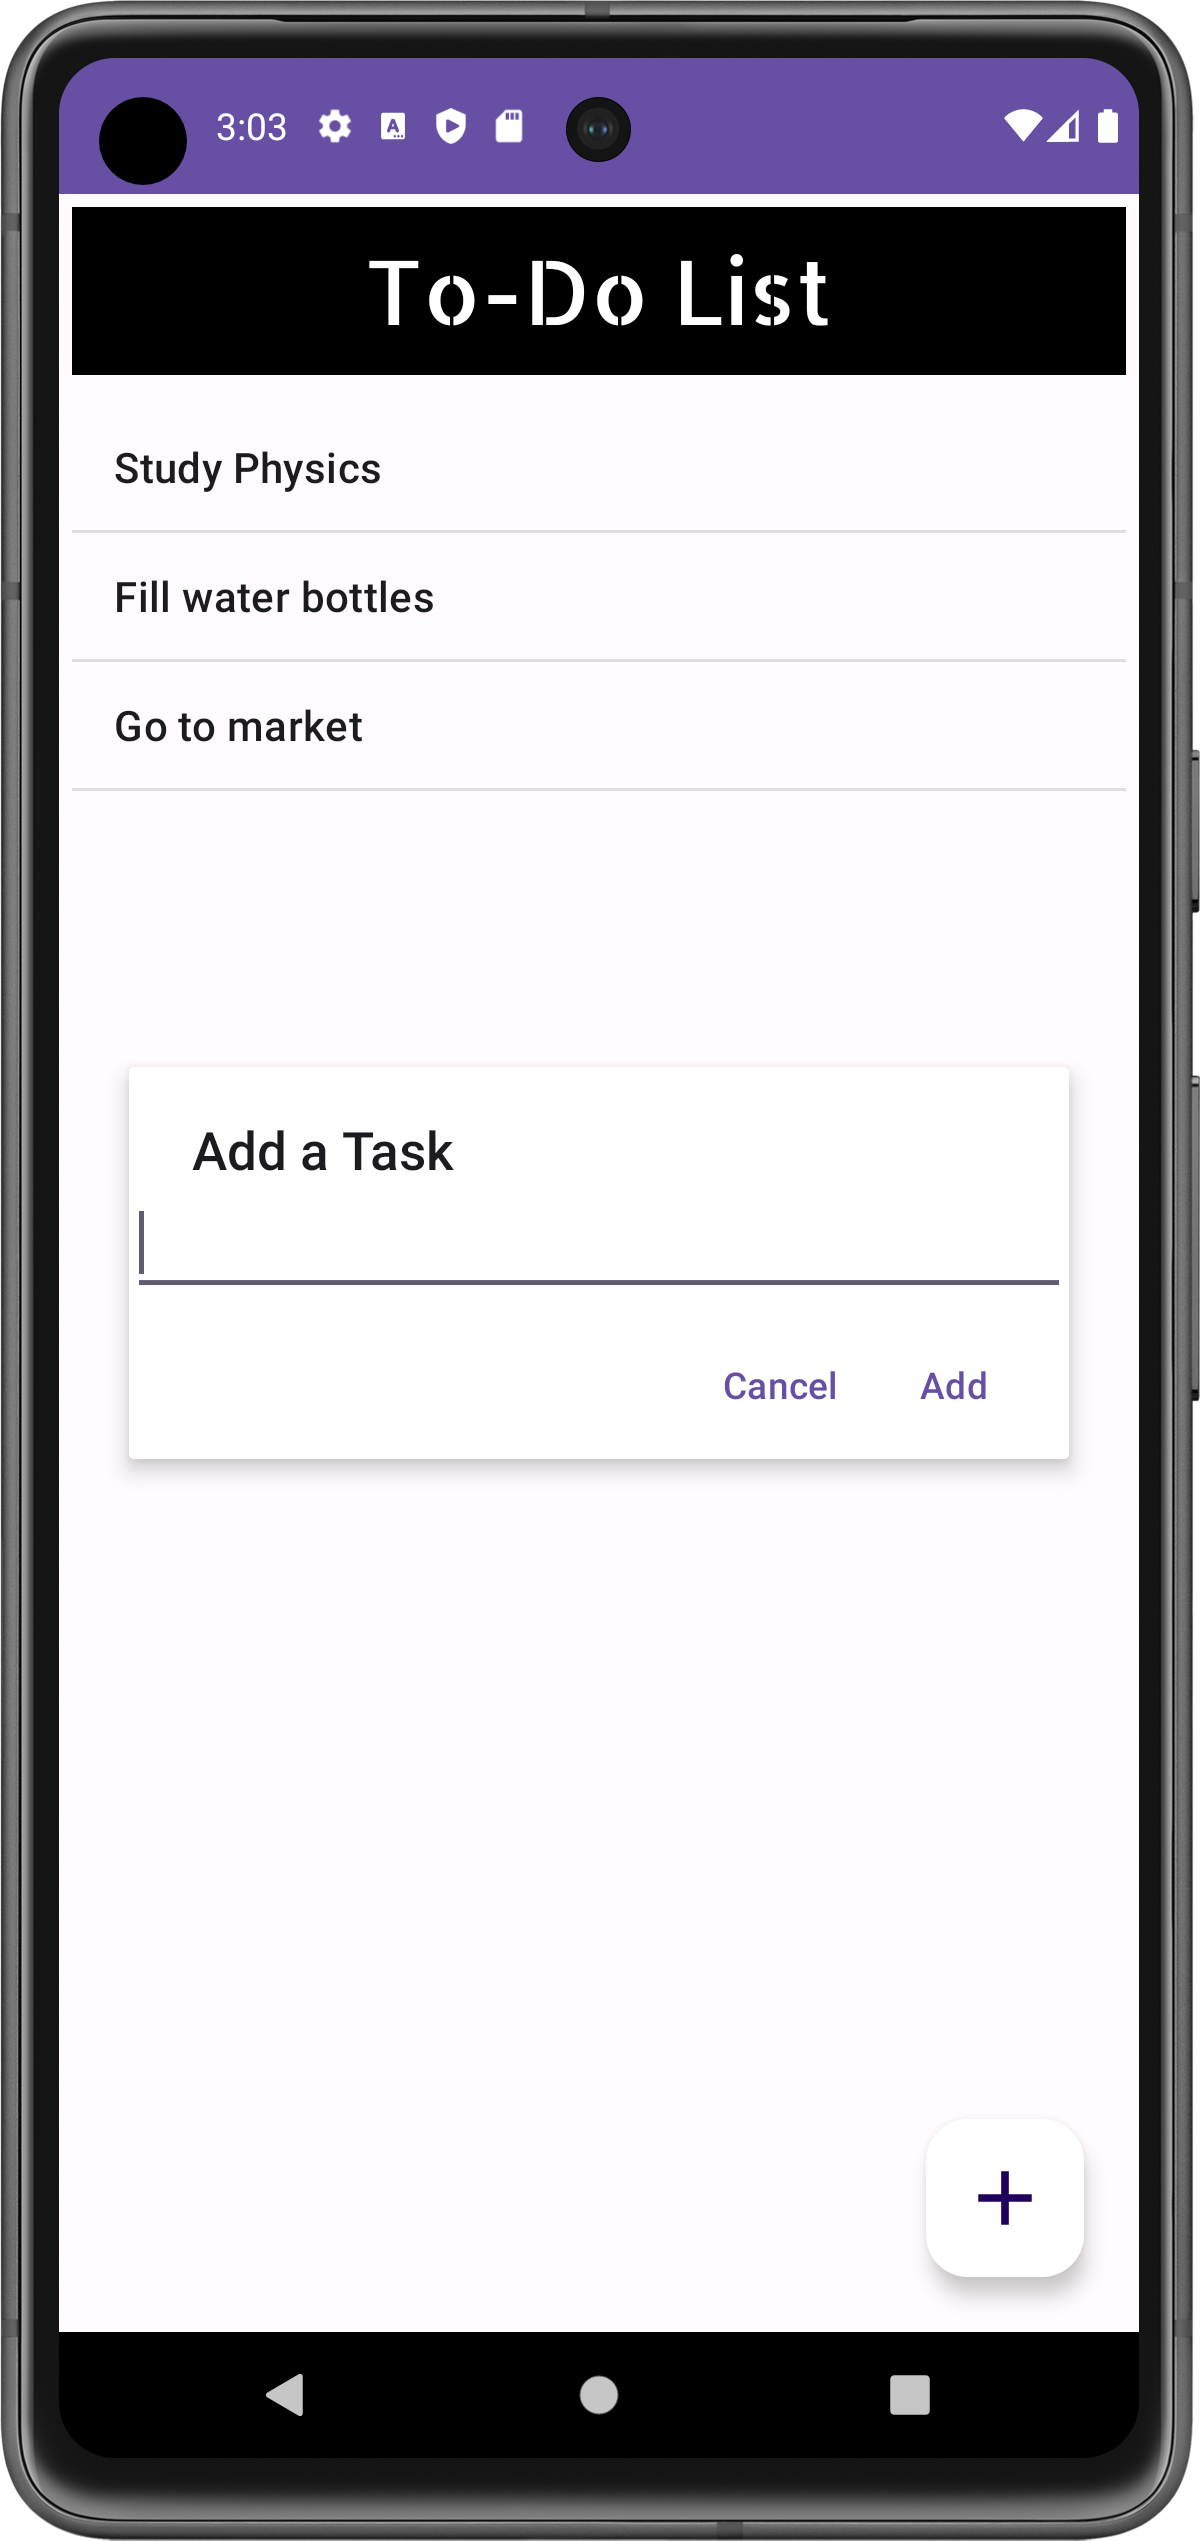 3:03
To-Do List
Study Physics
Fill water bottles
Go to market
Add a Task
Cancel Add